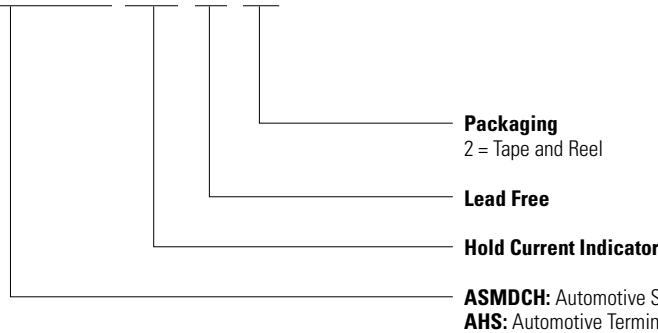 Packaging
2 = Tape and Reel
Lead Free
Hold Current Indicator
ASMDCH: Automotive
AHS: Automotive